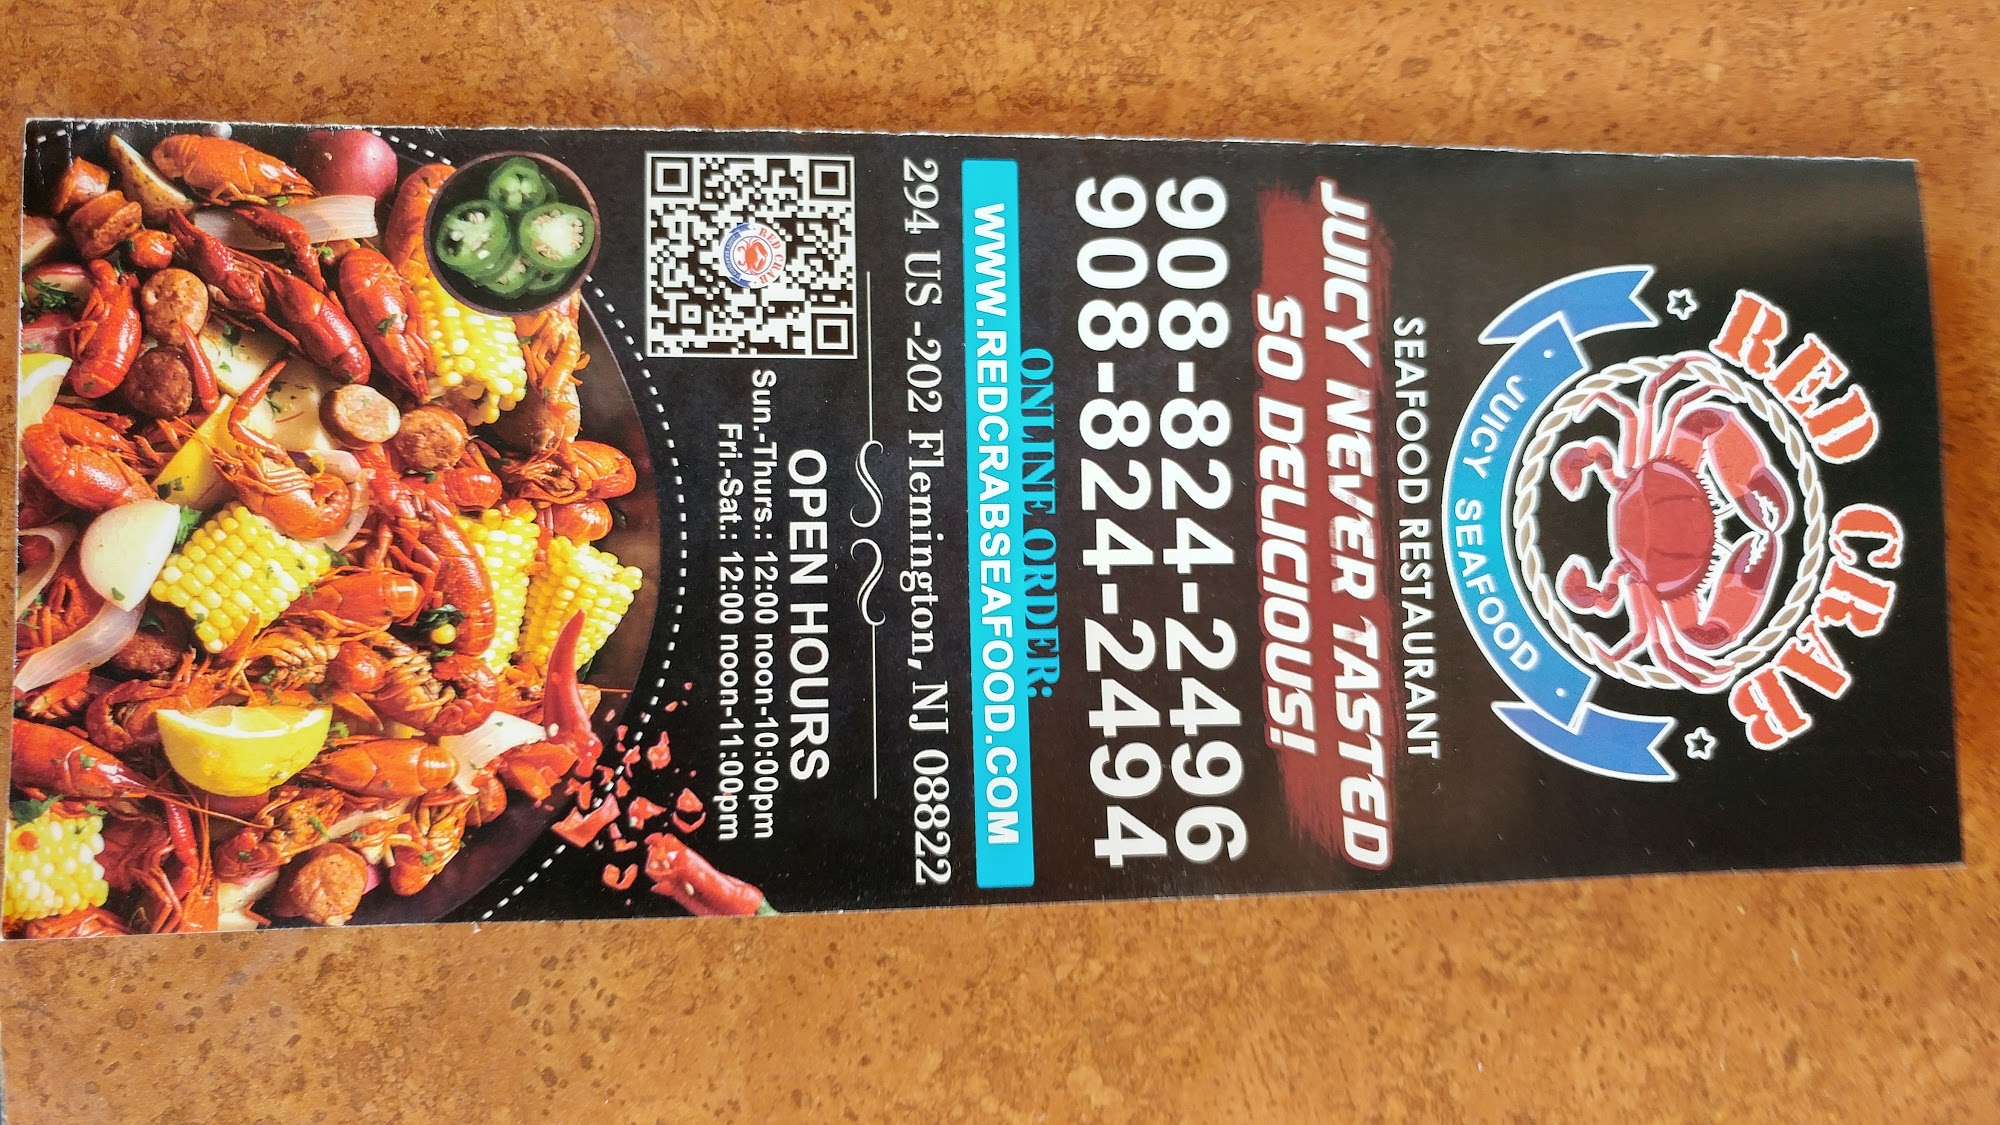 RED CRAB
JUICY SEAFOOD
SEAFOOD RESTAURANT
JUICY NEVER TASTED
SO DELICIOUS!
908-824-2496
908-824-2494
ONLINE ORDER:
WWW.REDCRABSEAFOOD.COM
294 US -202 Flemington, NJ 08822
RED CRAB
OPEN HOURS
Sun.-Thurs.: 12:00 noon-10:00pm
Fri.-Sat.: 12:00 noon-11:00pm